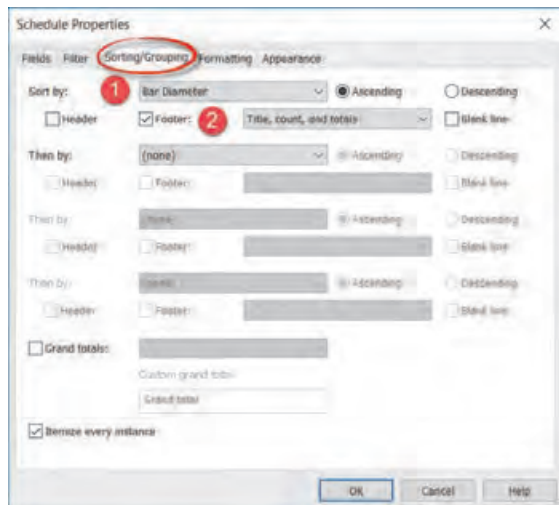 Schedule Properties
Fields Filter Sorting/Grouping Formatting Appearance
Sort by: 1 Bar Diameter Ascending Descending
Header Footer: 2 Title, count, and totals Blank line
Then by: (none) Ascending Descending
Header Footer: Blank line
Then by: (none) Ascending Descending
Header Footer: Blank line
Then by: (none) Ascending Descending
Header Footer: Blank line
Grand totals:
Custom grand total
Grand total
Itemize every instance
OK Cancel Help